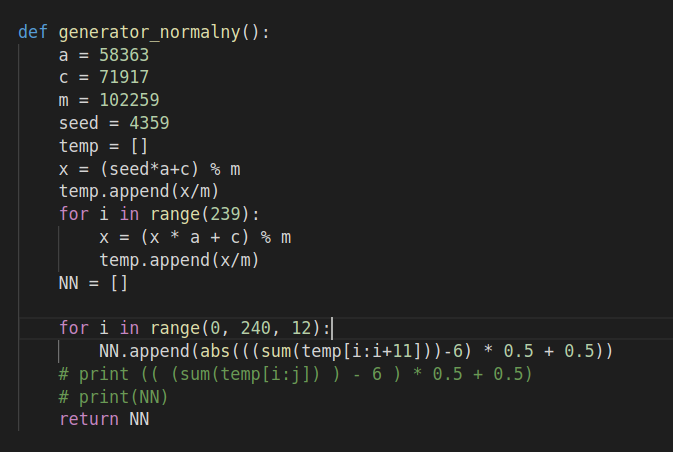 def generator_normalny():
    a = 58363
    c = 71917
    m = 102259
    seed = 4359
    temp = []
    x = (seed*a+c) % m
    temp.append(x/m)
    for i in range(239):
        x = (x * a + c) % m
        temp.append(x/m)
    NN = []

    for i in range(0, 240, 12):
        NN.append(abs(((sum(temp[i:i+11]))-6) * 0.5 + 0.5))
    # print (( (sum(temp[i:j]) ) - 6 ) * 0.5 + 0.5)
    # print(NN)
    return NN